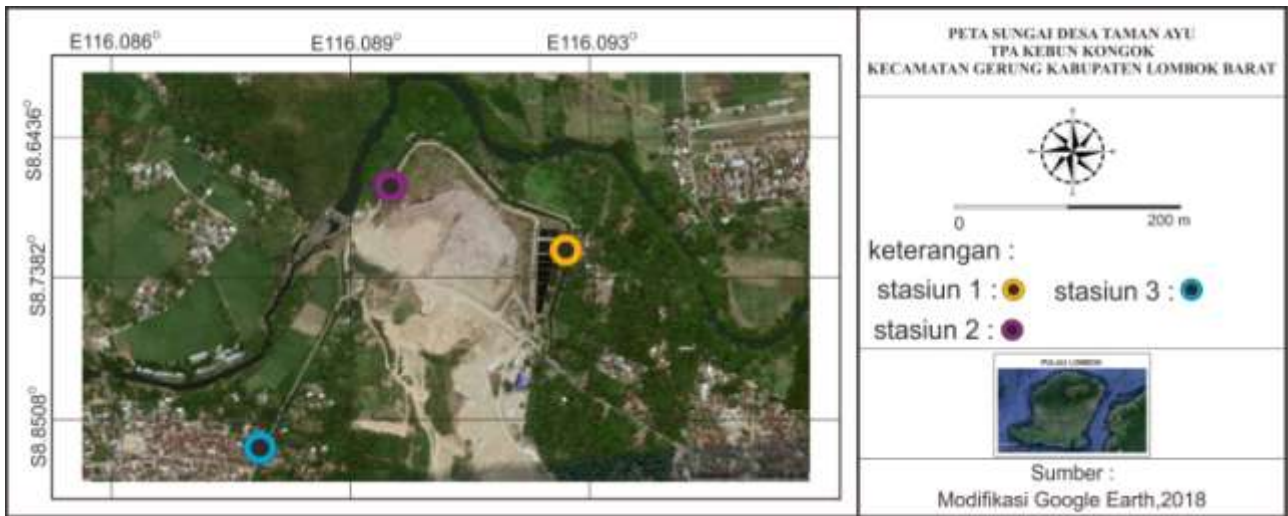 E116.086° E116.089° E116.093°
S8.6436°
S8.7382°
S8.8508°
PETA SUNGAI DESA TAMAN AYU
TPA KEBUN KONGOK
KECAMATAN GERUNG KABUPATEN LOMBOK BARAT
0 200 m
keterangan :
stasiun 1 : stasiun 3 :
stasiun 2 :
PULAU LOMBOK
Sumber :
Modifikasi Google Earth,2018